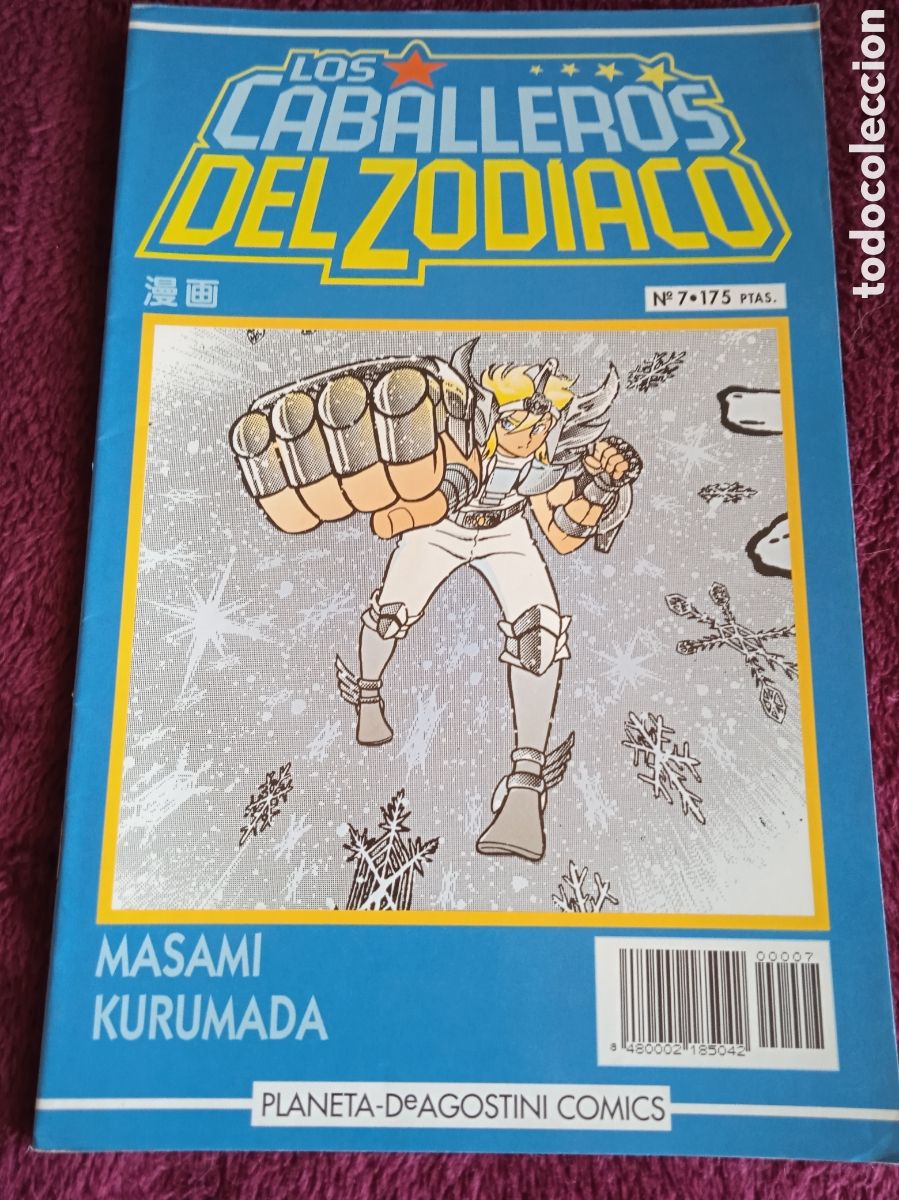 LOS
CABALLEROS
DEL ZODIACO
漫画
Nº 7•175 PTAS.
MASAMI
KURUMADA
00007
8 480002 185042
PLANETA-DeAGOSTINI COMICS
todocoleccion